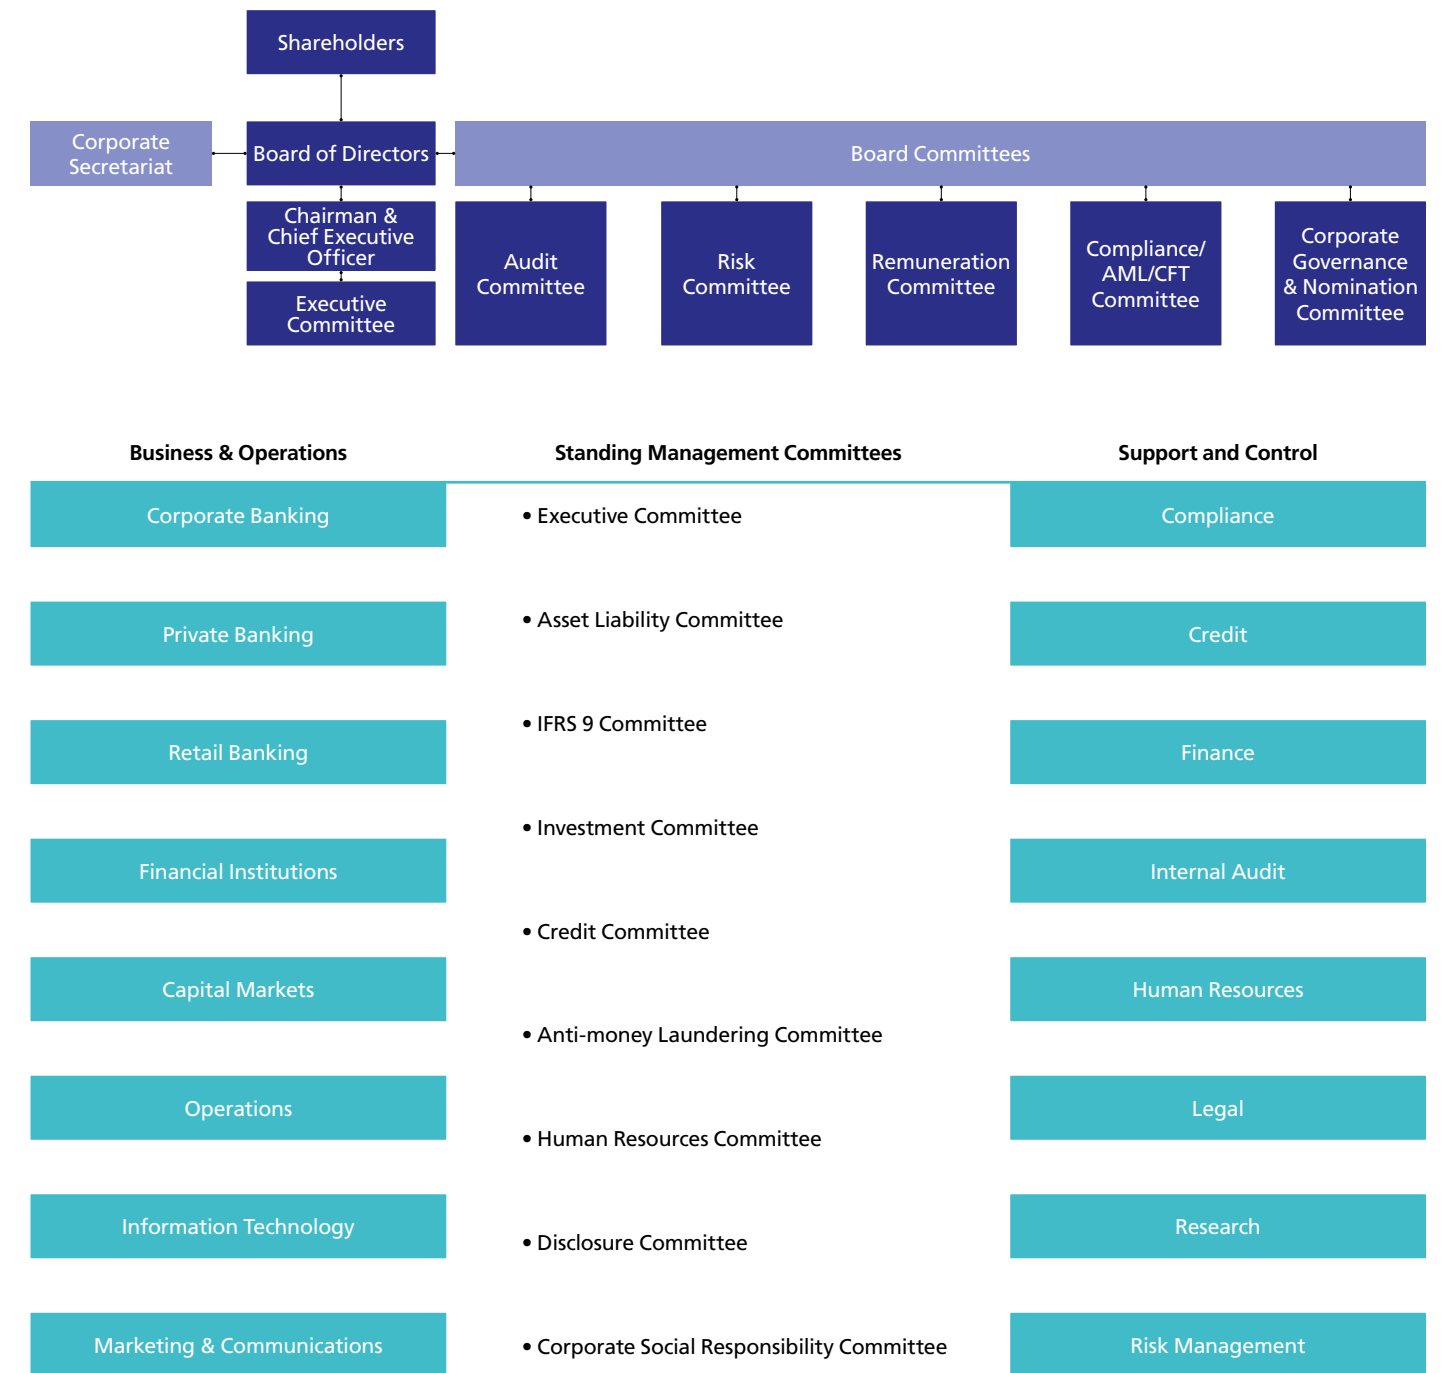 Shareholders
Corporate
Secretariat
Board of Directors
Board Committees
Chairman &
Chief Executive
Officer
Executive
Committee
Audit
Committee
Risk
Committee
Remuneration
Committee
Compliance/
AML/CFT
Committee
Corporate
Governance
& Nomination
Committee
Business & Operations
Corporate Banking
Private Banking
Retail Banking
Financial Institutions
Capital Markets
Operations
Information Technology
Marketing & Communications
Standing Management Committees
• Executive Committee
• Asset Liability Committee
• IFRS 9 Committee
• Investment Committee
• Credit Committee
• Anti-money Laundering Committee
• Human Resources Committee
• Disclosure Committee
• Corporate Social Responsibility Committee
Support and Control
Compliance
Credit
Finance
Internal Audit
Human Resources
Legal
Research
Risk Management